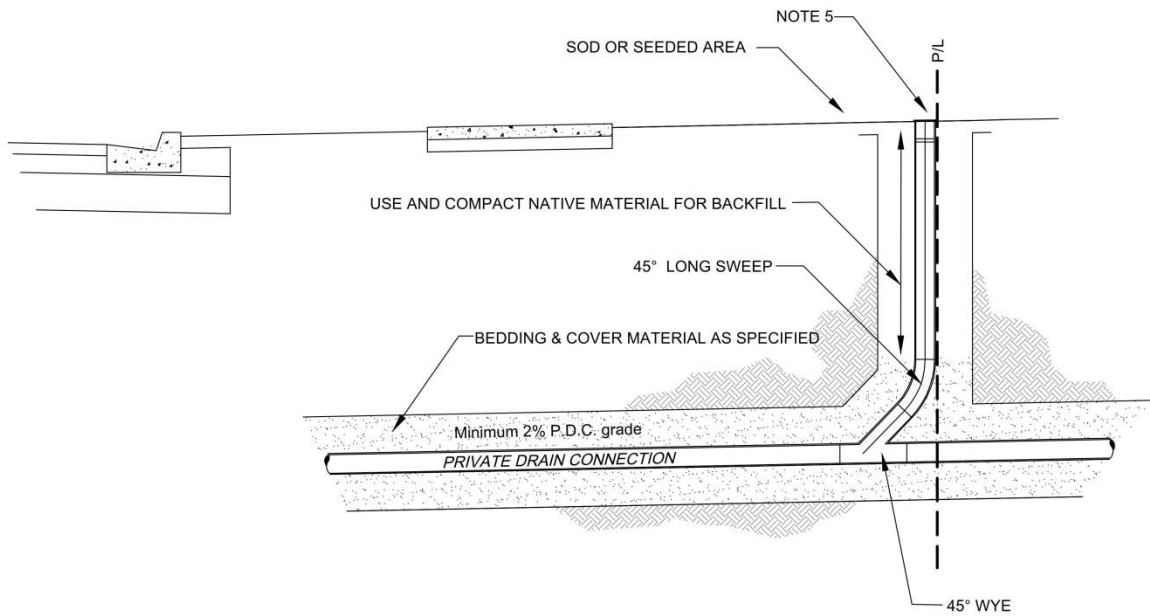 NOTE 5
SOD OR SEEDED AREA
P/L
USE AND COMPACT NATIVE MATERIAL FOR BACKFILL
45° LONG SWEEP
BEDDING & COVER MATERIAL AS SPECIFIED
Minimum 2% P.D.C. grade
PRIVATE DRAIN CONNECTION
45° WYE